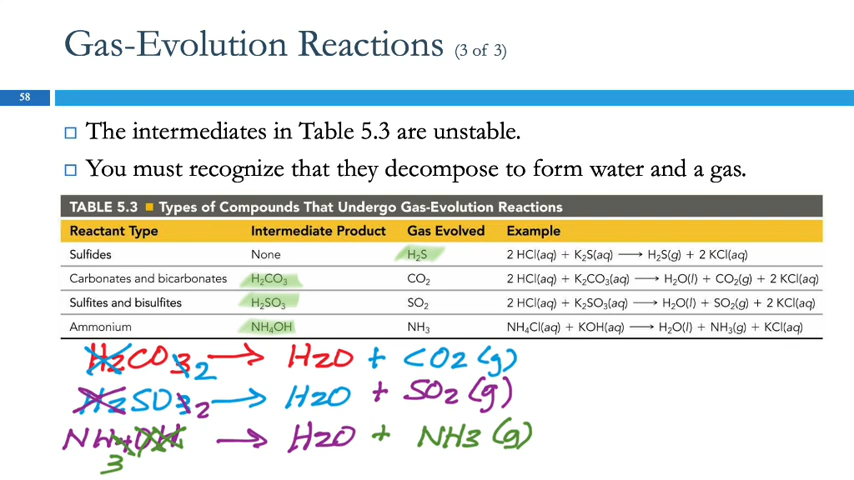 Gas-Evolution Reactions (3 of 3)
58
The intermediates in Table 5.3 are unstable.
You must recognize that they decompose to form water and a gas.
TABLE 5.3 ■ Types of Compounds That Undergo Gas-Evolution Reactions
Reactant Type Intermediate Product Gas Evolved Example
Sulfides None H₂S 2 HCl(aq) + K₂S(aq) ⟶ H₂S(g) + 2 KCl(aq)
Carbonates and bicarbonates H₂CO₃ CO₂ 2 HCl(aq) + K₂CO₃(aq) ⟶ H₂O(l) + CO₂(g) + 2 KCl(aq)
Sulfites and bisulfites H₂SO₃ SO₂ 2 HCl(aq) + K₂SO₃(aq) ⟶ H₂O(l) + SO₂(g) + 2 KCl(aq)
Ammonium NH₄OH NH₃ NH₄Cl(aq) + KOH(aq) ⟶ H₂O(l) + NH₃(g) + KCl(aq)
H2CO3 2 → H2O + CO2 (g)
H2SO3 2 → H2O + SO2 (g)
NH4OH → H2O + NH3 (g)
3